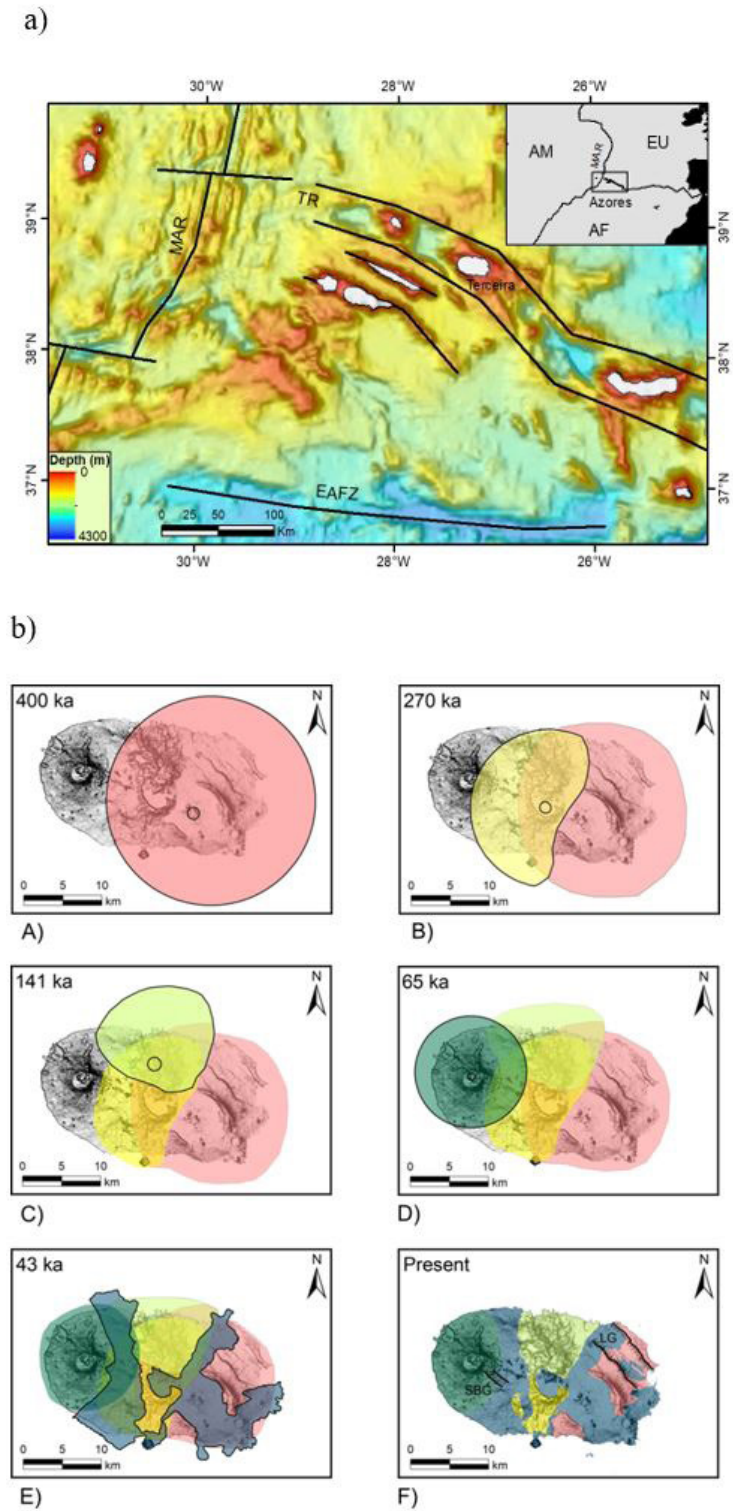 a)
30°W 28°W 26°W
AM EU
MAR
Azores
AF
39°N 39°N
TR
MAR
Terceira
38°N 38°N
Depth (m)
0
4300
37°N 37°N
EAFZ
0 25 50 100
Km
30°W 28°W 26°W
b)
400 ka N
0 5 10
km
A)
270 ka N
0 5 10
km
B)
141 ka N
0 5 10
km
C)
65 ka N
0 5 10
km
D)
43 ka N
0 5 10
km
E)
Present N
LG
SBG
0 5 10
km
F)